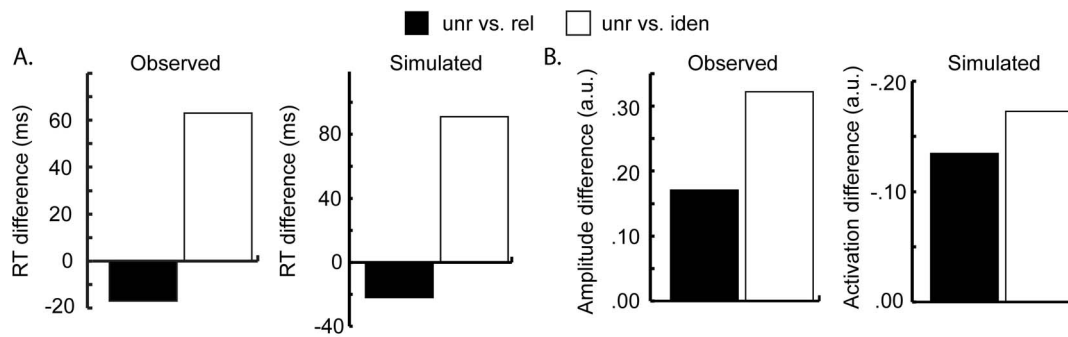 unr vs. rel unr vs. iden
A.
Observed
RT difference (ms)
60
40
20
0
-20
Simulated
RT difference (ms)
80
40
0
-40
B.
Observed
Amplitude difference (a.u.)
.30
.20
.10
.00
Simulated
Activation difference (a.u.)
-.20
-.10
.00